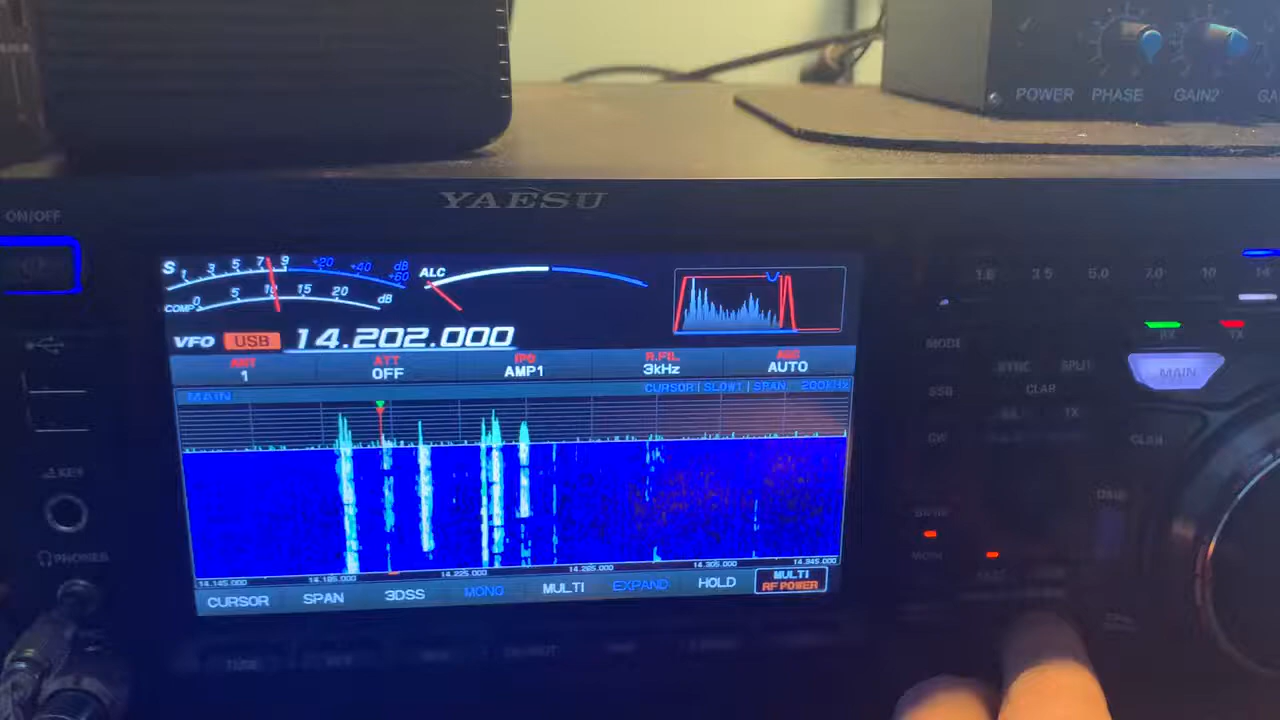 POWER PHASE GAIN2 GA
YAESU
ON/OFF
S 1 3 5 7 9 +20 +40 +60 dB
ALC
COMP 0 5 10 15 20 dB
VFO USB 14.202.000
ANT ATT IPO R.FIL
1 OFF AMP1 3kHz AUTO
CURSOR | SLOW1 | SPAN 200kHz
MAIN
14.145.000 14.185.000 14.225.000 14.265.000 14.305.000 14.345.000
CURSOR SPAN 3DSS MONO MULTI EXPAND HOLD MULTI
RF POWER
1.8 3.5 5.0 7.0 10 14
RX TX
MODE
MAIN
SYNC SPLIT
SSB CLAR
TX
CW
PHONES